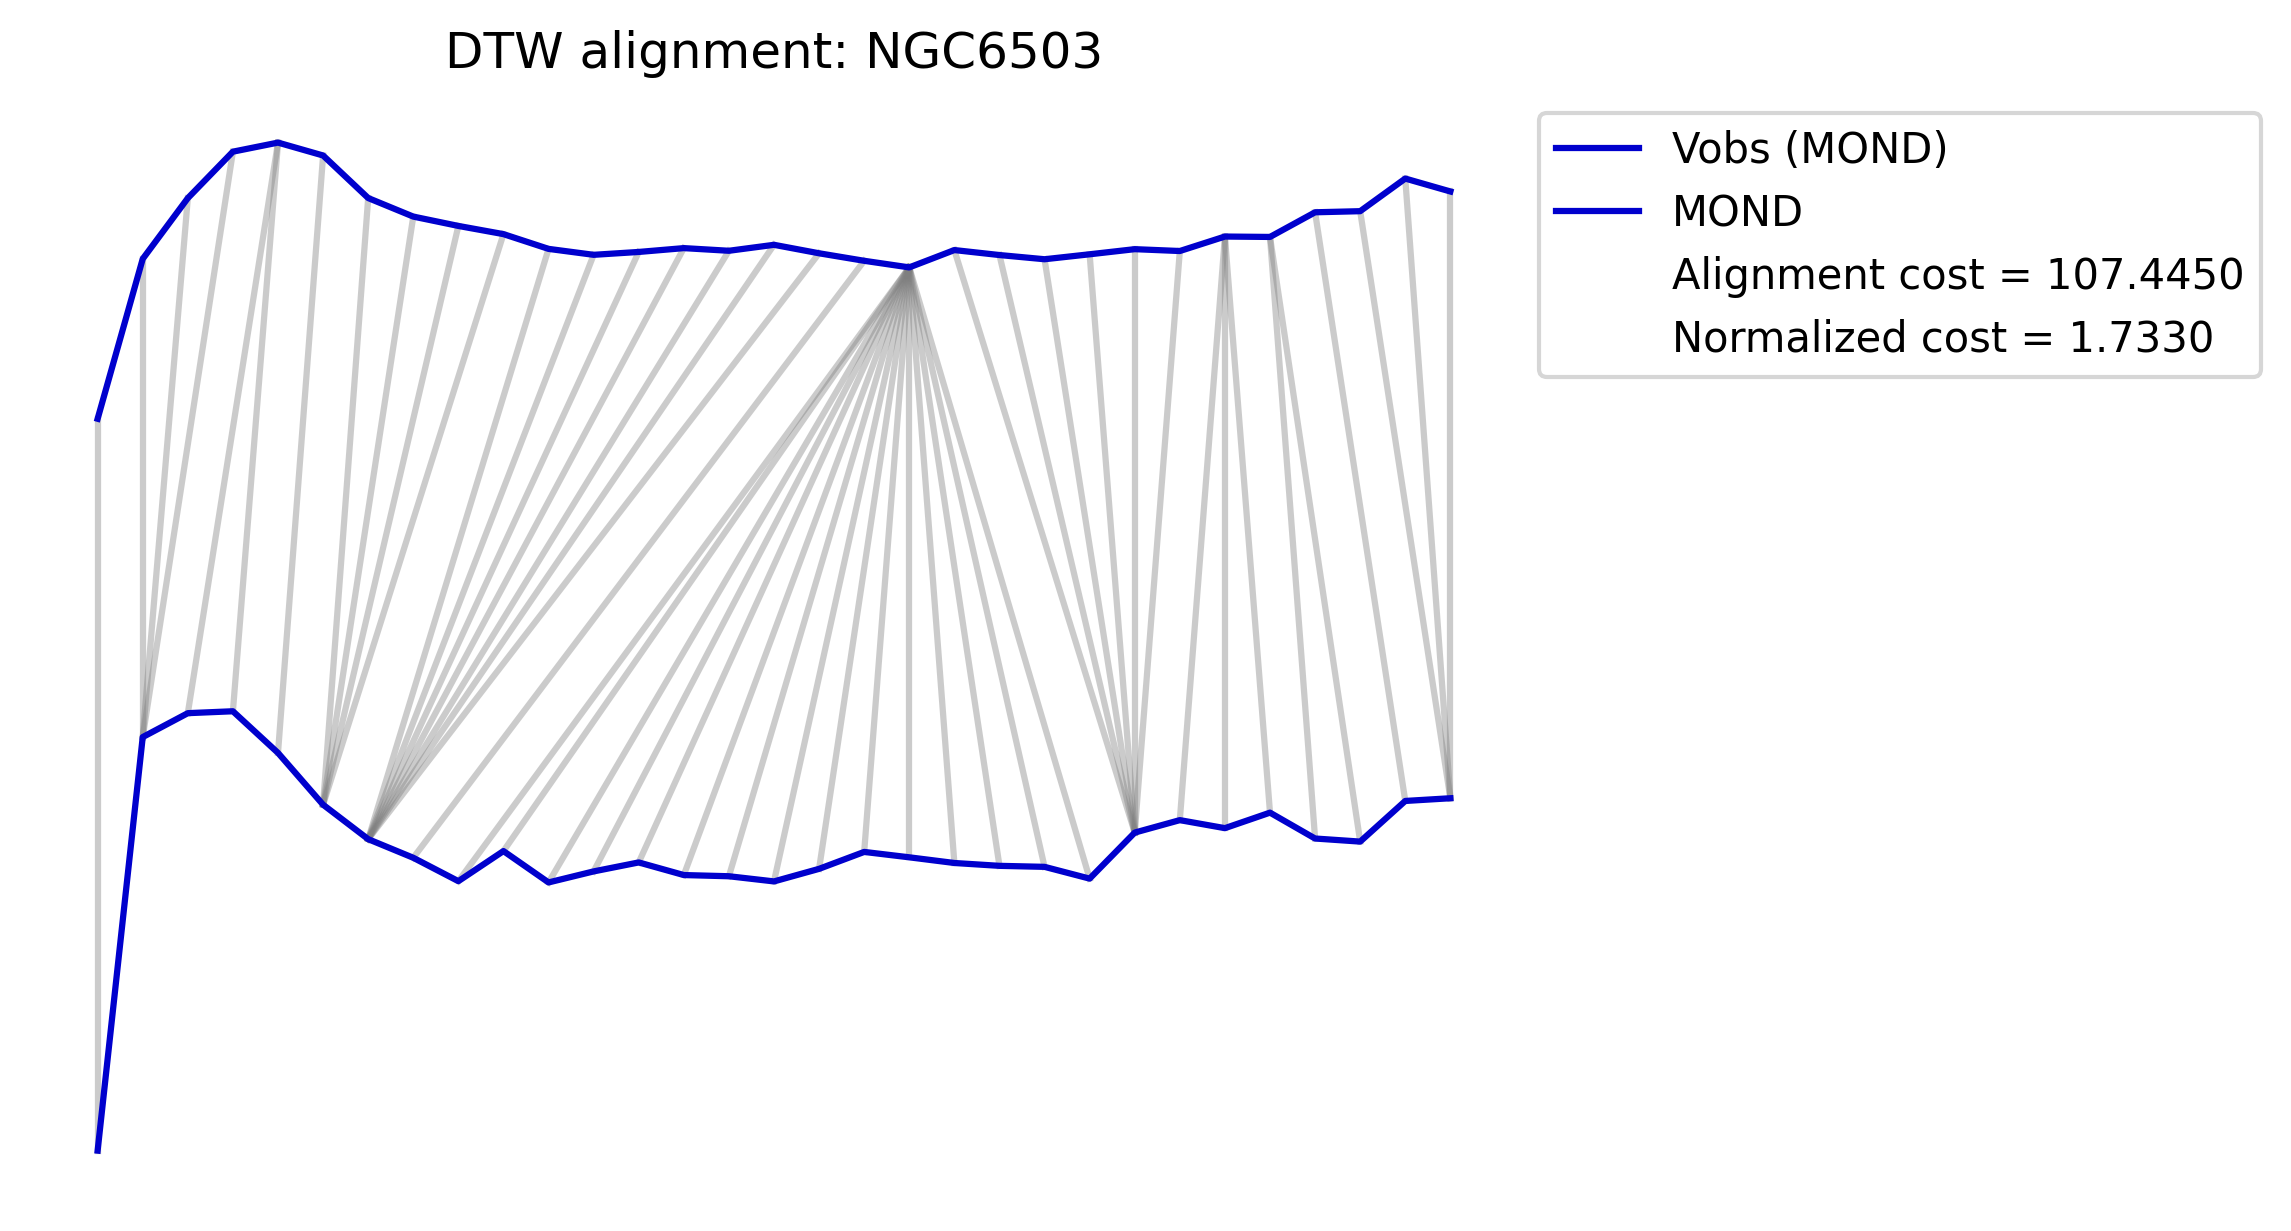 DTW alignment: NGC6503
Vobs (MOND)
MOND
Alignment cost = 107.4450
Normalized cost = 1.7330